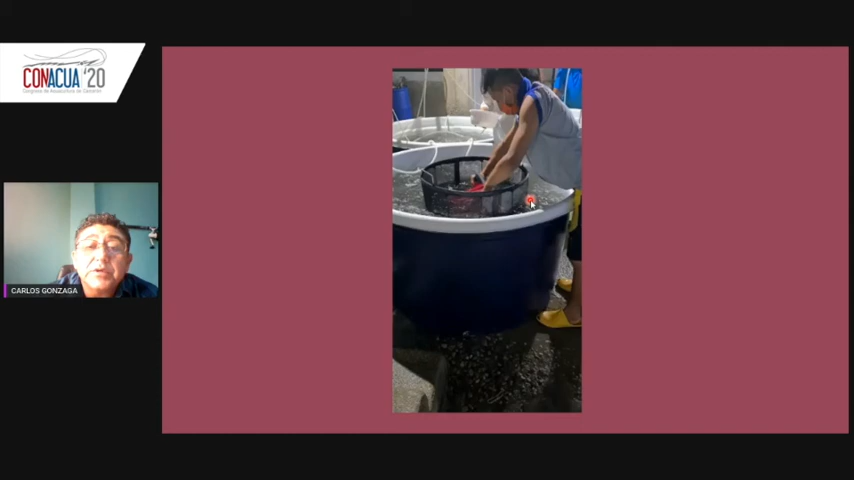 CONACUA '20
Congreso de Acuacultura de Camarón
CARLOS GONZAGA